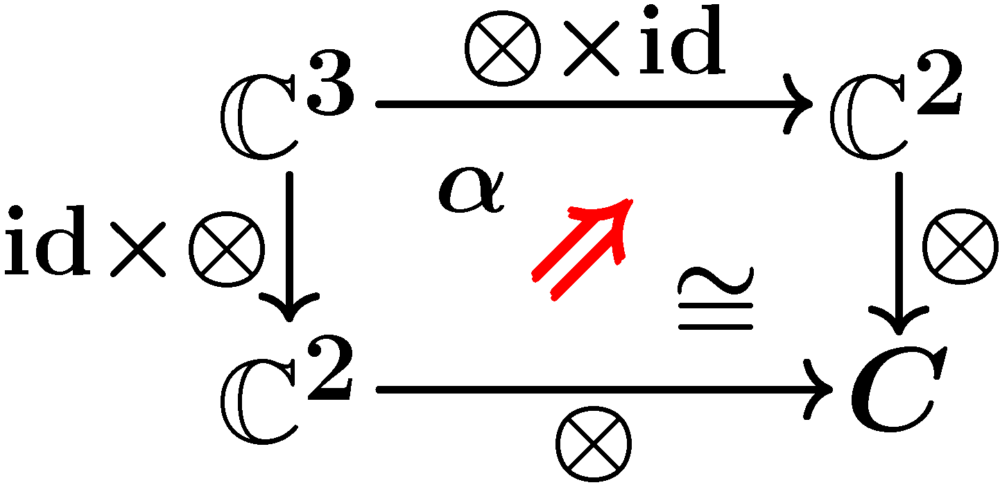 ⊗×id
ℂ³ ℂ²
α
id×⊗ ≅ ⊗
ℂ² C
⊗